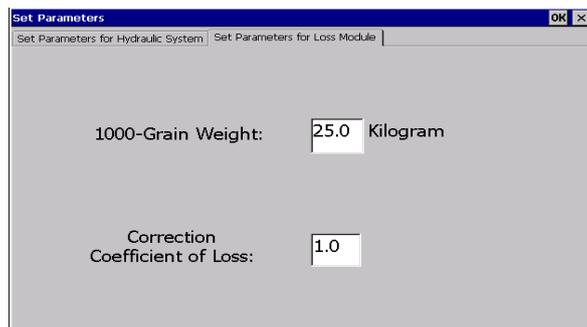 Set Parameters OK ×
Set Parameters for Hydraulic System Set Parameters for Loss Module
1000-Grain Weight: 25.0 Kilogram
Correction
Coefficient of Loss: 1.0